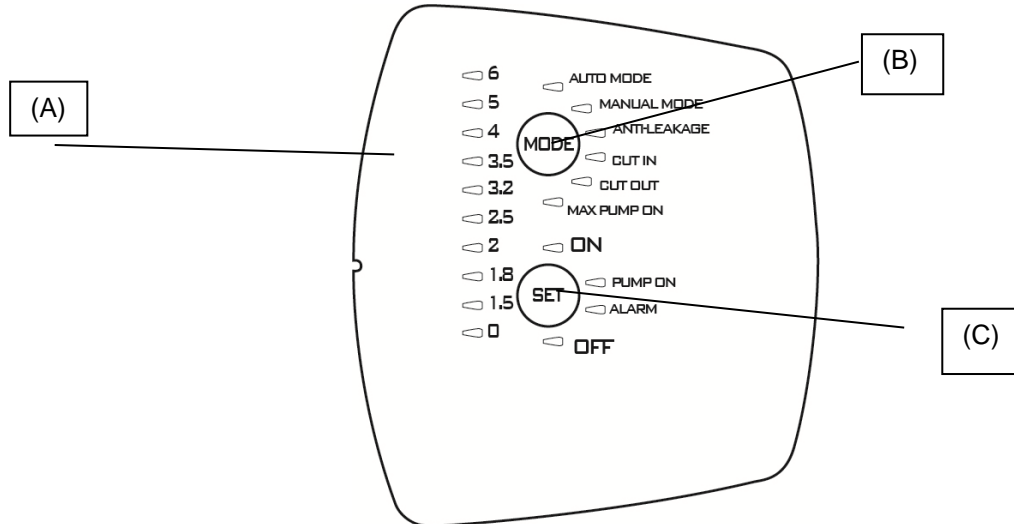 (A)
(B)
(C)
6
5
4
3.5
3.2
2.5
2
1.8
1.5
0
AUTO MODE
MANUAL MODE
ANTI-LEAKAGE
MODE
CUT IN
CUT OUT
MAX PUMP ON
ON
PUMP ON
SET
ALARM
OFF